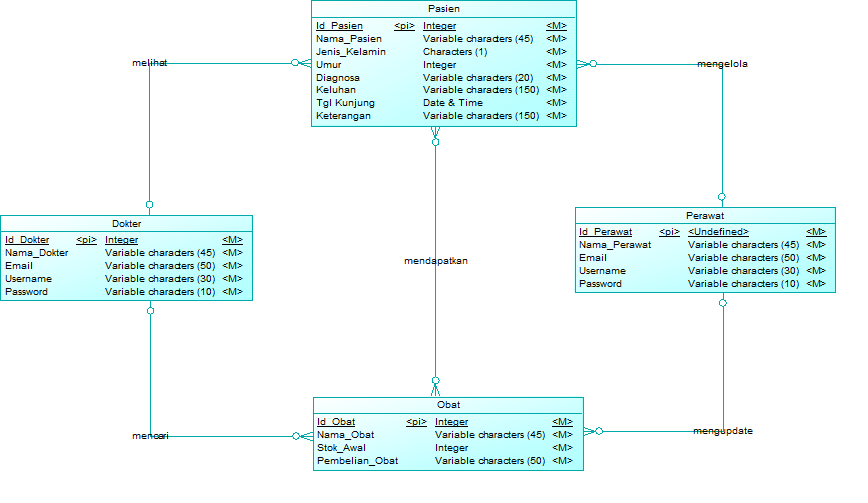 Pasien
Id_Pasien <pi> Integer <M>
Nama_Pasien Variable characters (45) <M>
Jenis_Kelamin Characters (1) <M>
Umur Integer <M>
Diagnosa Variable characters (20) <M>
Keluhan Variable characters (150) <M>
Tgl Kunjung Date & Time <M>
Keterangan Variable characters (150) <M>
melihat
mengelola
Dokter
Id_Dokter <pi> Integer <M>
Nama_Dokter Variable characters (45) <M>
Email Variable characters (50) <M>
Username Variable characters (30) <M>
Password Variable characters (10) <M>
Perawat
Id_Perawat <pi> <Undefined> <M>
Nama_Perawat Variable characters (45) <M>
Email Variable characters (50) <M>
Username Variable characters (30) <M>
Password Variable characters (10) <M>
mendapatkan
Obat
Id_Obat <pi> Integer <M>
Nama_Obat Variable characters (45) <M>
Stok_Awal Integer <M>
Pembelian_Obat Variable characters (50) <M>
mencari
mengupdate